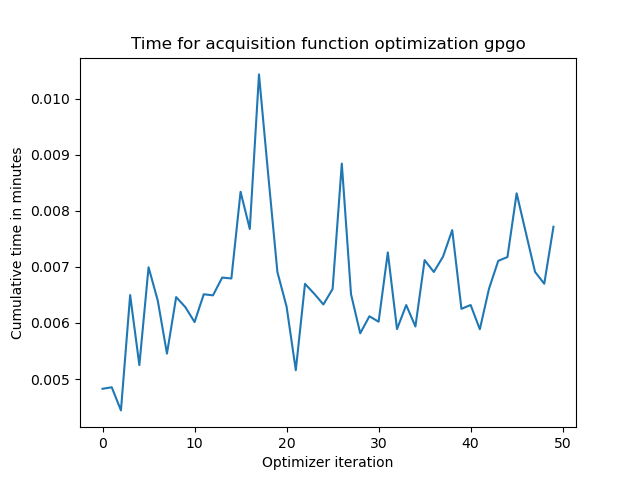 Time for acquisition function optimization gpgo
Cumulative time in minutes
0.010
0.009
0.008
0.007
0.006
0.005
0 10 20 30 40 50
Optimizer iteration